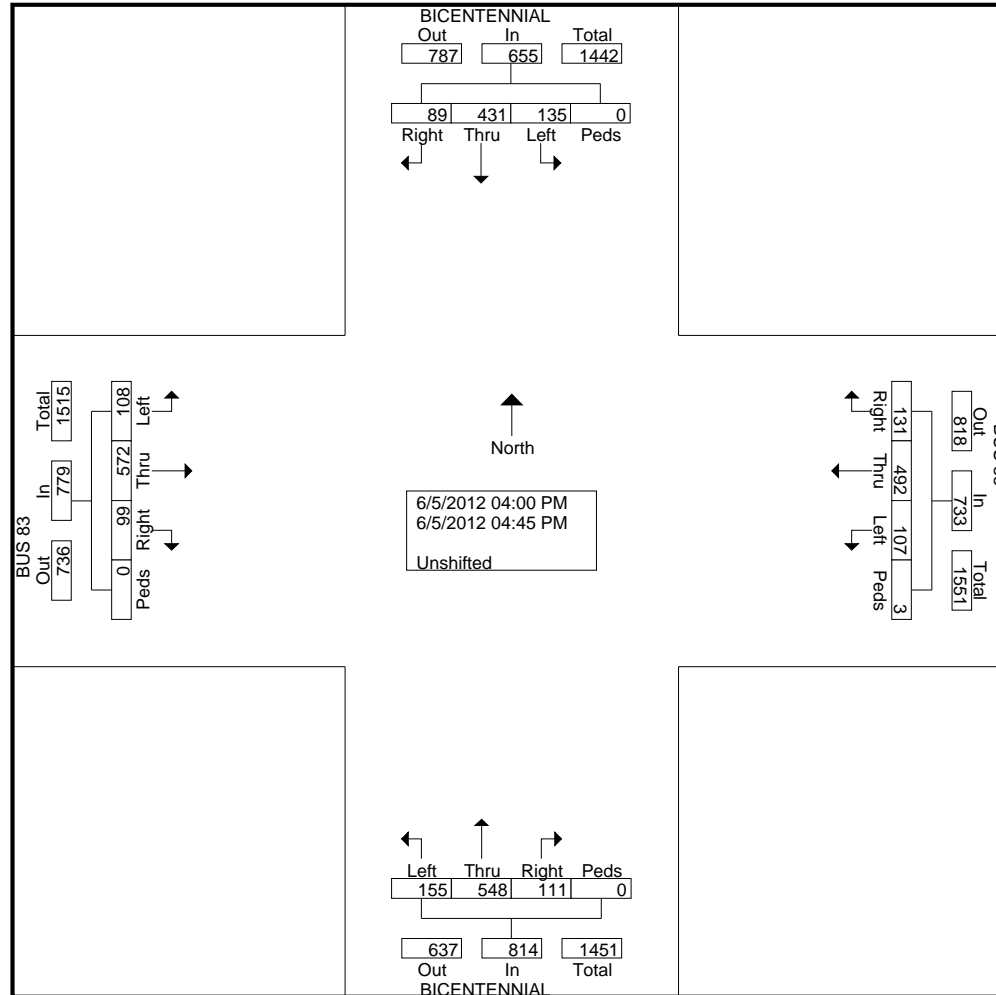 BICENTENNIAL
Out In Total
787 655 1442
89 431 135 0
Right Thru Left Peds
BUS 83
Total In Out
1515 779 736
108 572 99 0
Left Thru Right Peds
North
6/5/2012 04:00 PM
6/5/2012 04:45 PM
Unshifted
Right Thru Left Peds
131 492 107 3
Out In Total
818 733 1551
Left Thru Right Peds
155 548 111 0
637 814 1451
Out In Total
BICENTENNIAL